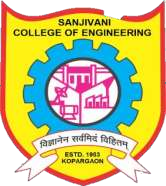 SANJIVANI
COLLEGE OF ENGINEERING
विज्ञानेन सर्वमिदं विहितम्
ESTD. 1983
KOPARGAON